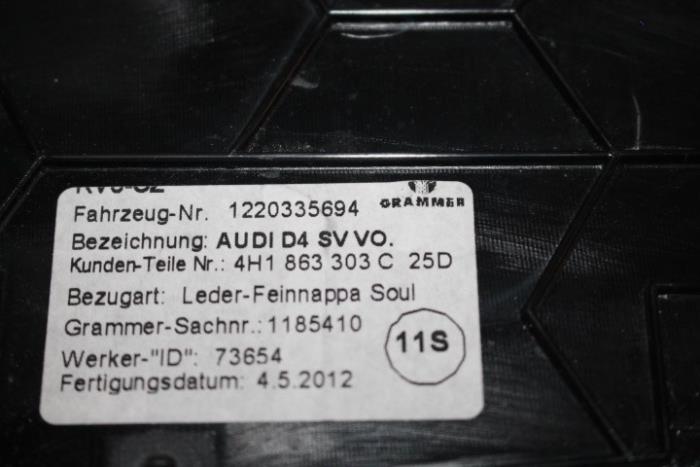 Fahrzeug-Nr. 1220335694 GRAMMER
Bezeichnung: AUDI D4 SV VO.
Kunden-Teile Nr.: 4H1 863 303 C 25D
Bezugart: Leder-Feinnappa Soul
Grammer-Sachnr.: 1185410
11S
Werker-"ID": 73654
Fertigungsdatum: 4.5.2012